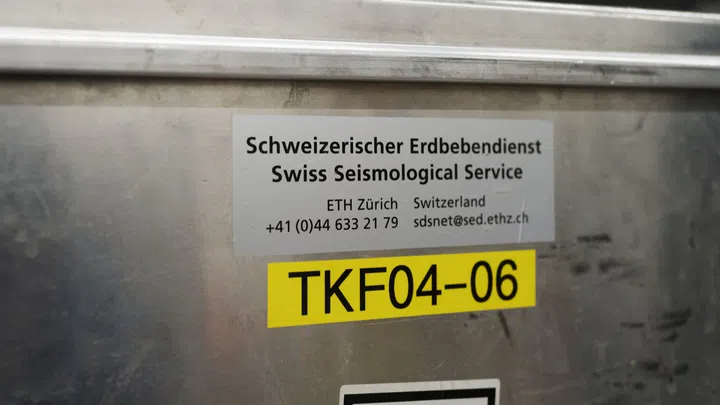 Schweizerischer Erdbebendienst
Swiss Seismological Service
ETH Zürich Switzerland
+41 (0)44 633 21 79 sdsnet@sed.ethz.ch
TKF04-06